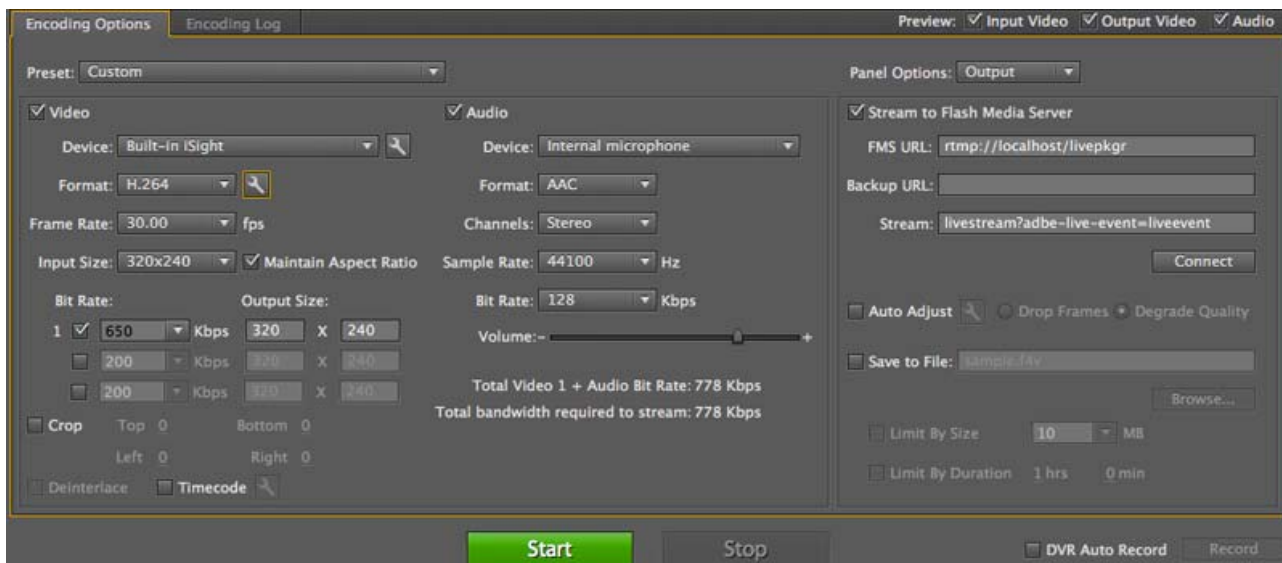 Encoding Options
Encoding Log
Preview: Input Video Output Video Audio
Preset: Custom
Panel Options: Output
Video
Device: Built-in iSight
Format: H.264
Frame Rate: 30.00 fps
Input Size: 320x240 Maintain Aspect Ratio
Bit Rate: Output Size:
1 650 Kbps 320 X 240
200 Kbps 320 X 240
200 Kbps 320 X 240
Crop Top 0 Bottom 0
Left 0 Right 0
Deinterlace Timecode
Audio
Device: Internal microphone
Format: AAC
Channels: Stereo
Sample Rate: 44100 Hz
Bit Rate: 128 Kbps
Volume: - +
Total Video 1 + Audio Bit Rate: 778 Kbps
Total bandwidth required to stream: 778 Kbps
Stream to Flash Media Server
FMS URL: rtmp://localhost/livepkgr
Backup URL:
Stream: livestream?adbe-live-event=liveevent
Connect
Auto Adjust Drop Frames Degrade Quality
Save to File: sample.f4v
Browse...
Limit By Size 10 MB
Limit By Duration 1 hrs 0 min
Start
Stop
DVR Auto Record
Record